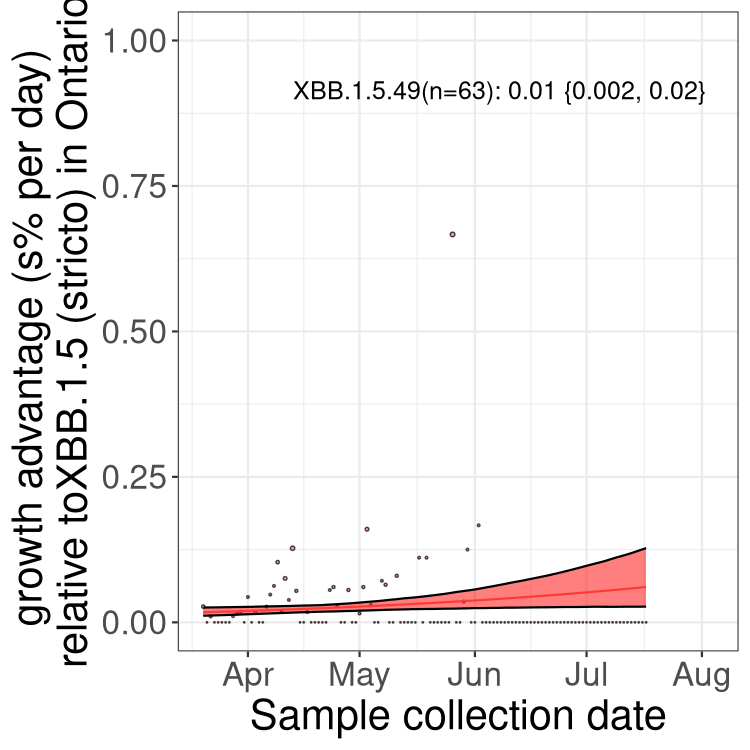 growth advantage (s% per day)
relative toXBB.1.5 (stricto) in Ontario
1.00
0.75
0.50
0.25
0.00
XBB.1.5.49(n=63): 0.01 {0.002, 0.02}
Apr
May
Jun
Jul
Aug
Sample collection date